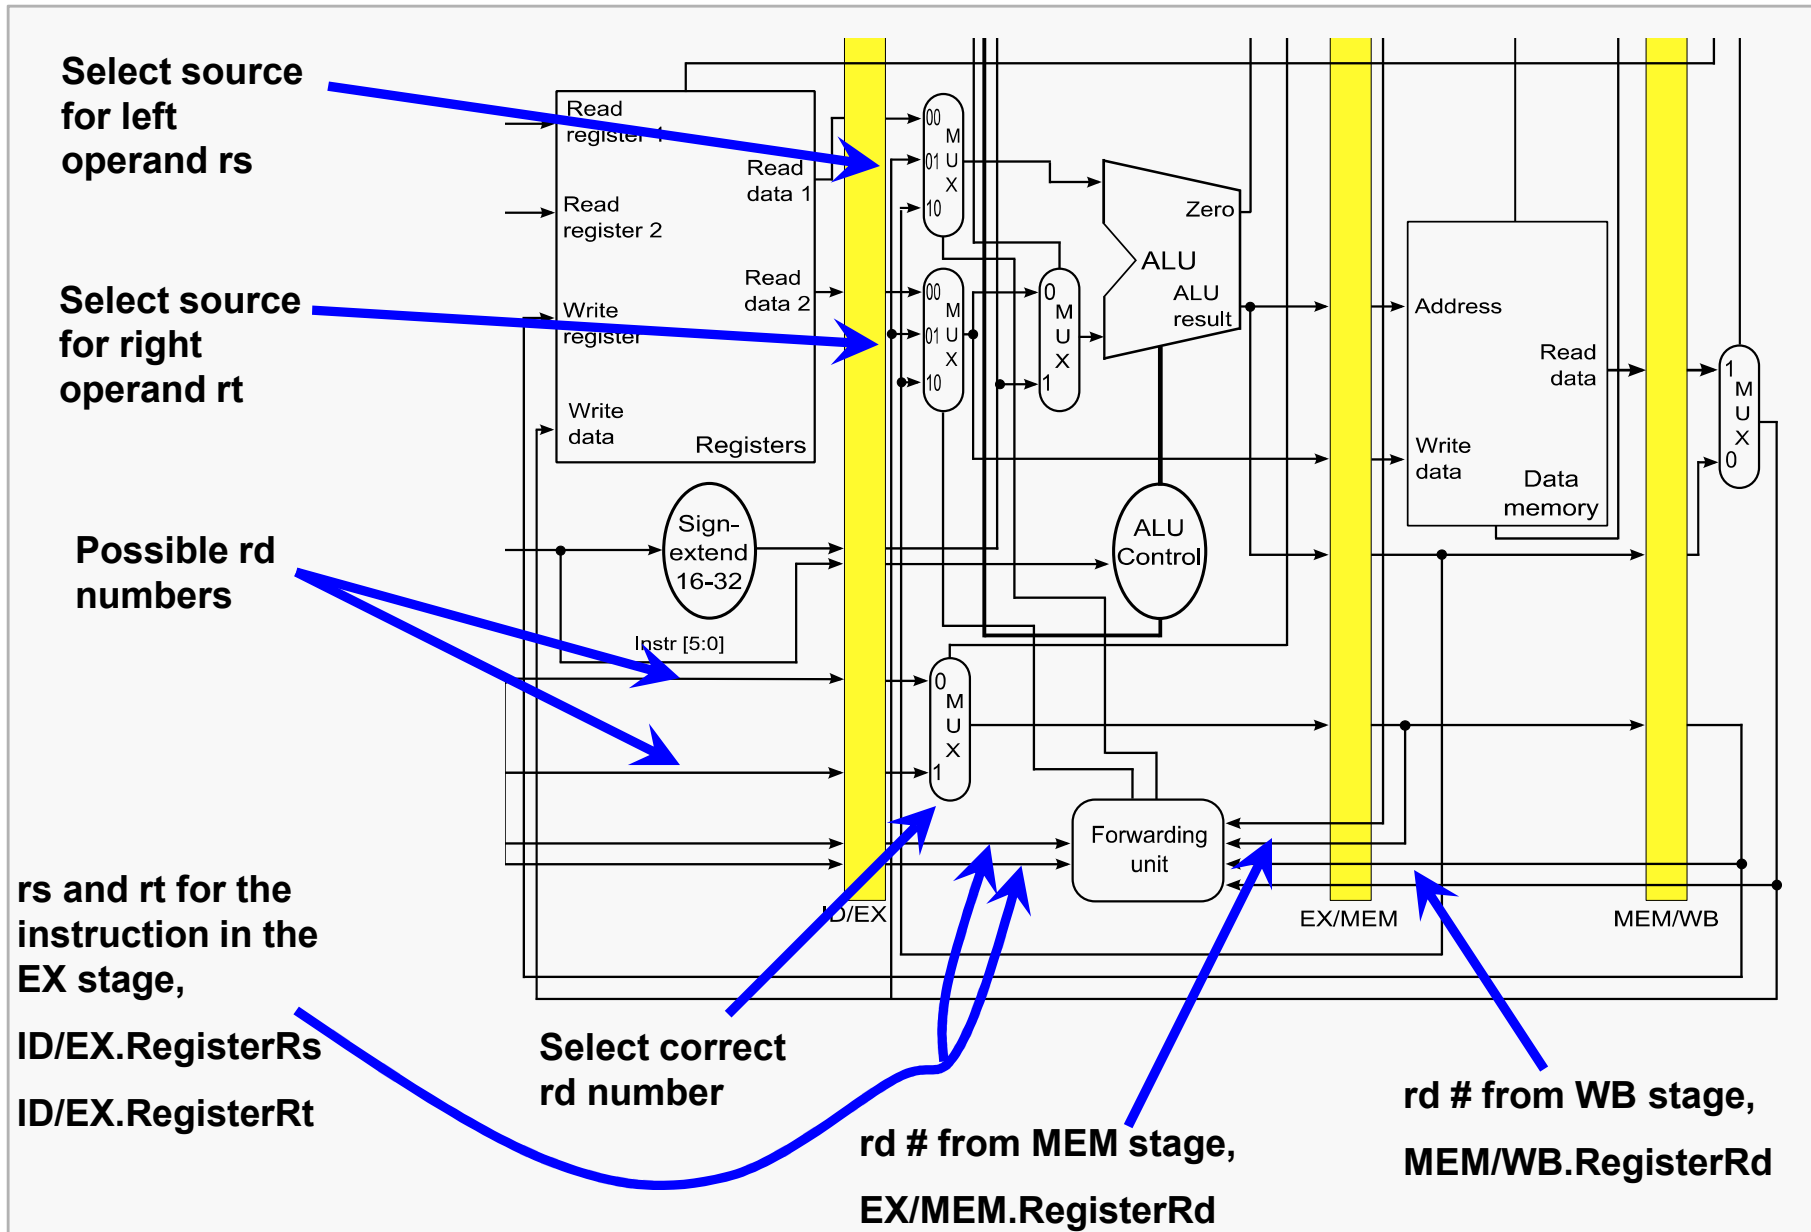 Select source
for left
operand rs
Select source
for right
operand rt
Possible rd
numbers
rs and rt for the
instruction in the
EX stage,
ID/EX.RegisterRs
ID/EX.RegisterRt
Read
register 1
Read
register 2
Write
register
Write
data
Read
data 1
Read
data 2
Registers
Sign-
extend
16-32
Instr [5:0]
ID/EX
00
01
10
M
U
X
00
01
10
M
U
X
0
1
M
U
X
ALU
Zero
ALU
result
ALU
Control
0
M
U
X
1
Forwarding
unit
EX/MEM
Address
Read
data
Write
data
Data
memory
MEM/WB
1
M
U
X
0
Select correct
rd number
rd # from MEM stage,
EX/MEM.RegisterRd
rd # from WB stage,
MEM/WB.RegisterRd